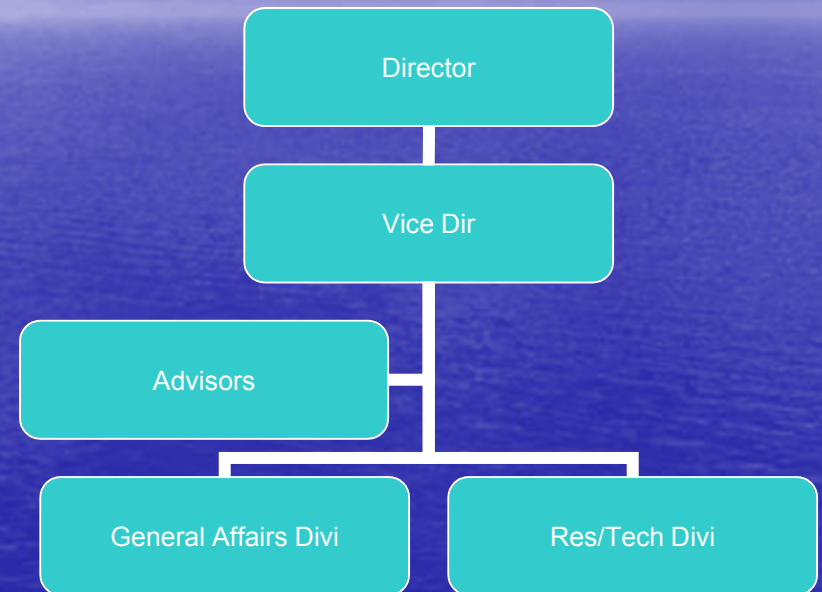 Director
Vice Dir
Advisors
General Affairs Divi
Res/Tech Divi